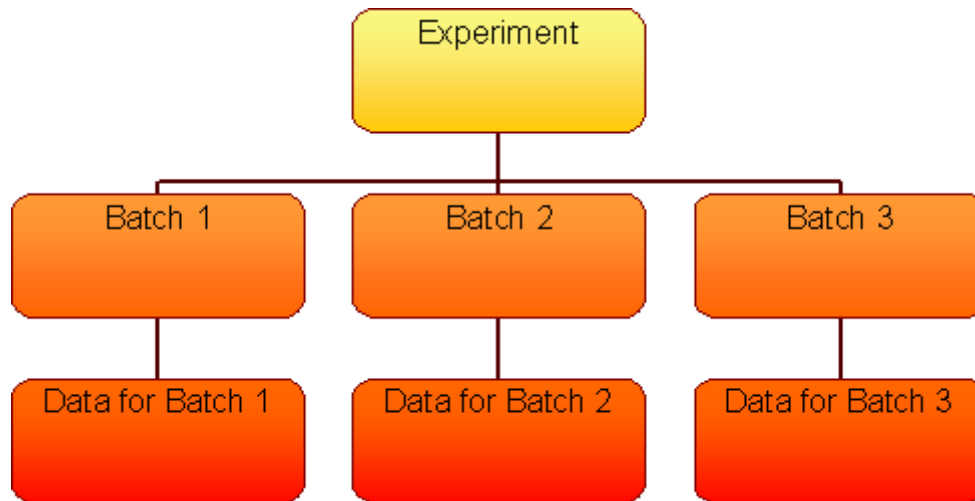 Experiment
Batch 1
Batch 2
Batch 3
Data for Batch 1
Data for Batch 2
Data for Batch 3